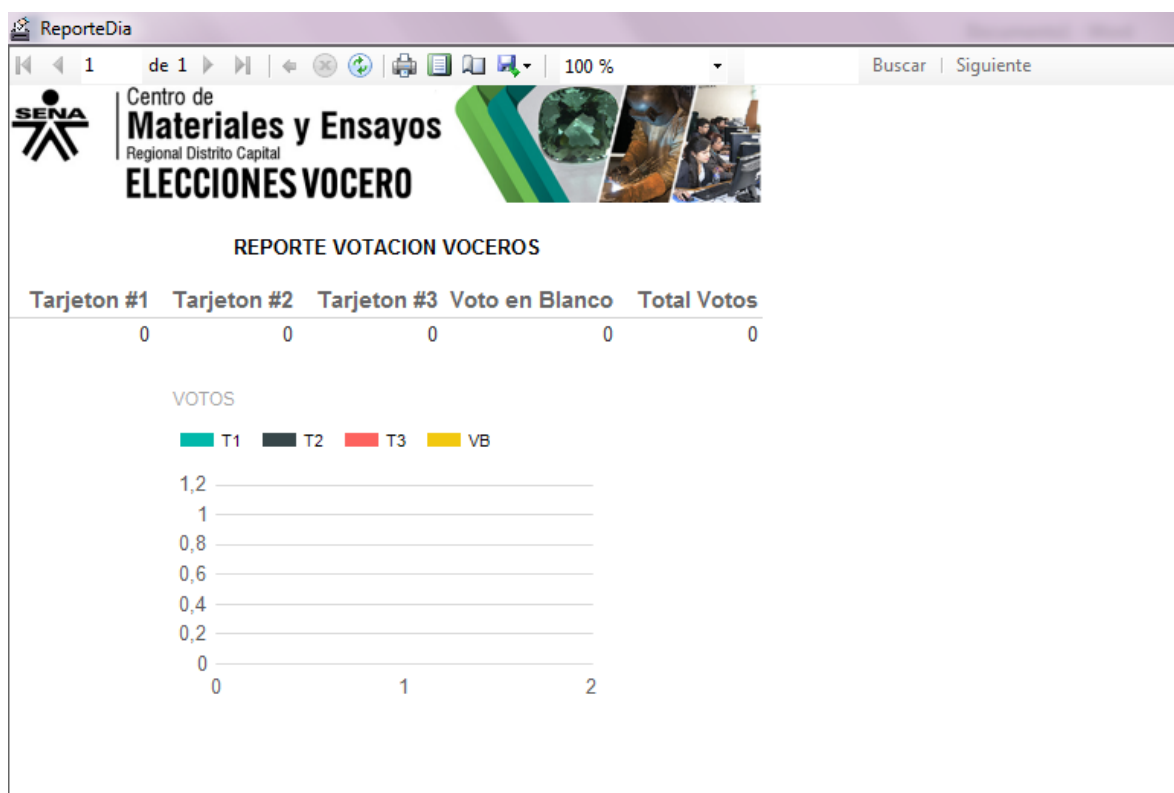 ReporteDia
1 de 1 100 % Buscar | Siguiente
SENA
Centro de
Materiales y Ensayos
Regional Distrito Capital
ELECCIONES VOCERO
REPORTE VOTACION VOCEROS
Tarjeton #1 Tarjeton #2 Tarjeton #3 Voto en Blanco Total Votos
0 0 0 0 0
VOTOS
T1 T2 T3 VB
1,2
1
0,8
0,6
0,4
0,2
0
0 1 2